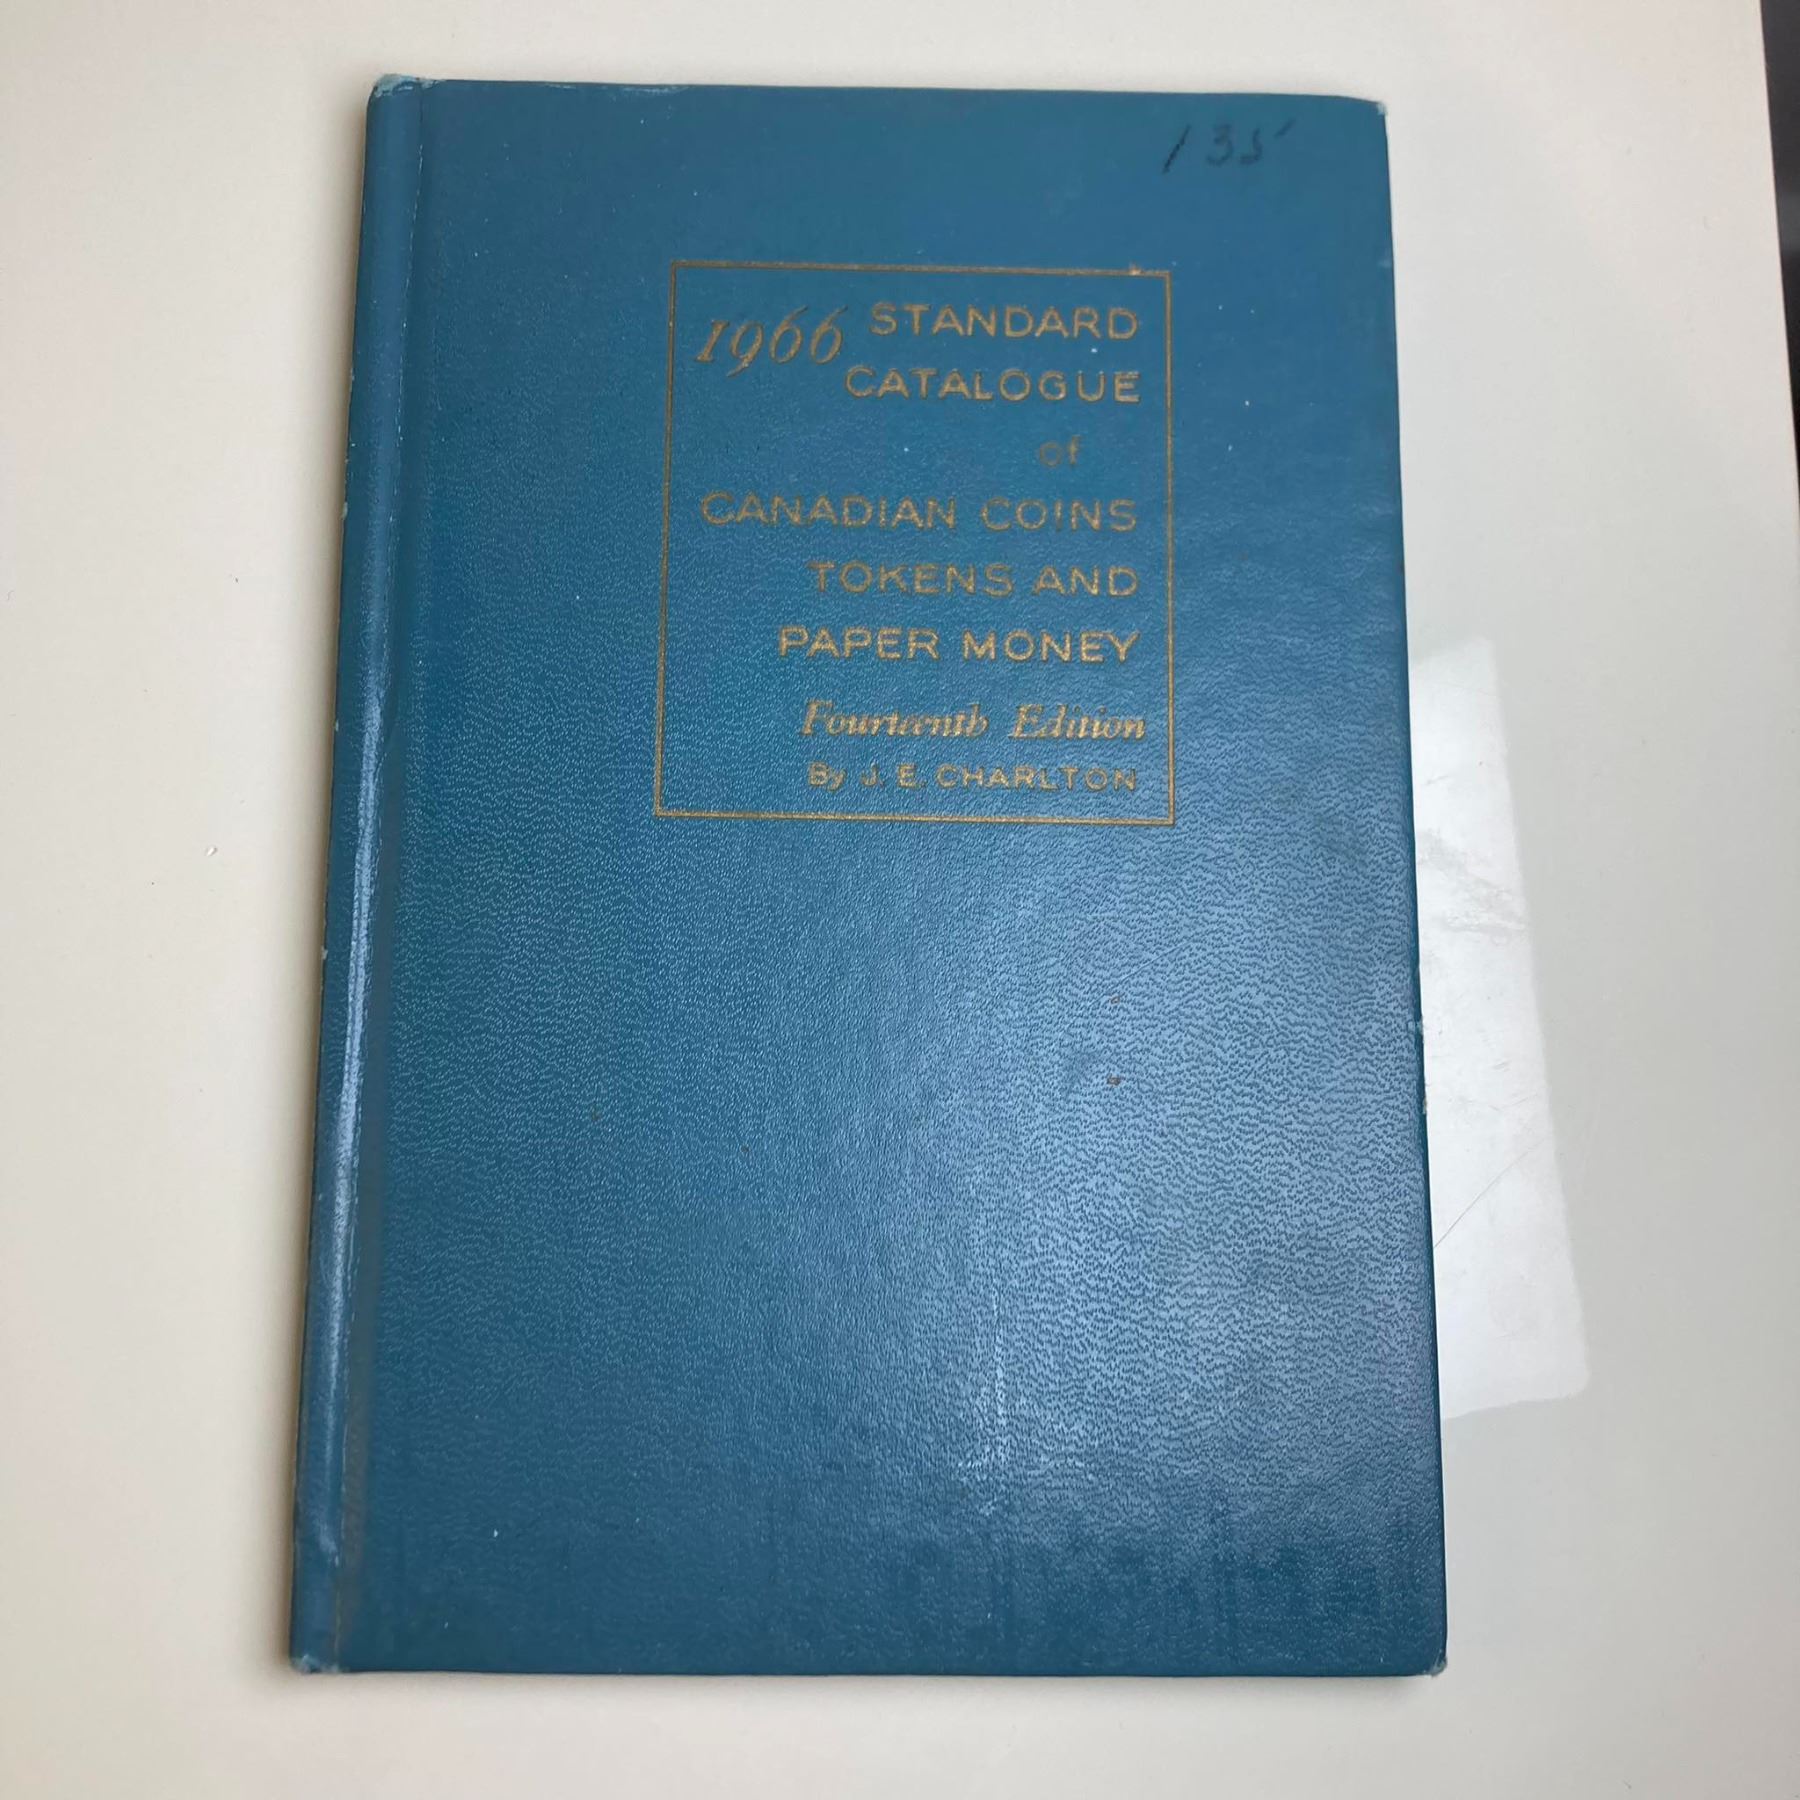 135
1966 STANDARD
CATALOGUE
of
CANADIAN COINS
TOKENS AND
PAPER MONEY
Fourteenth Edition
By J. E. CHARLTON